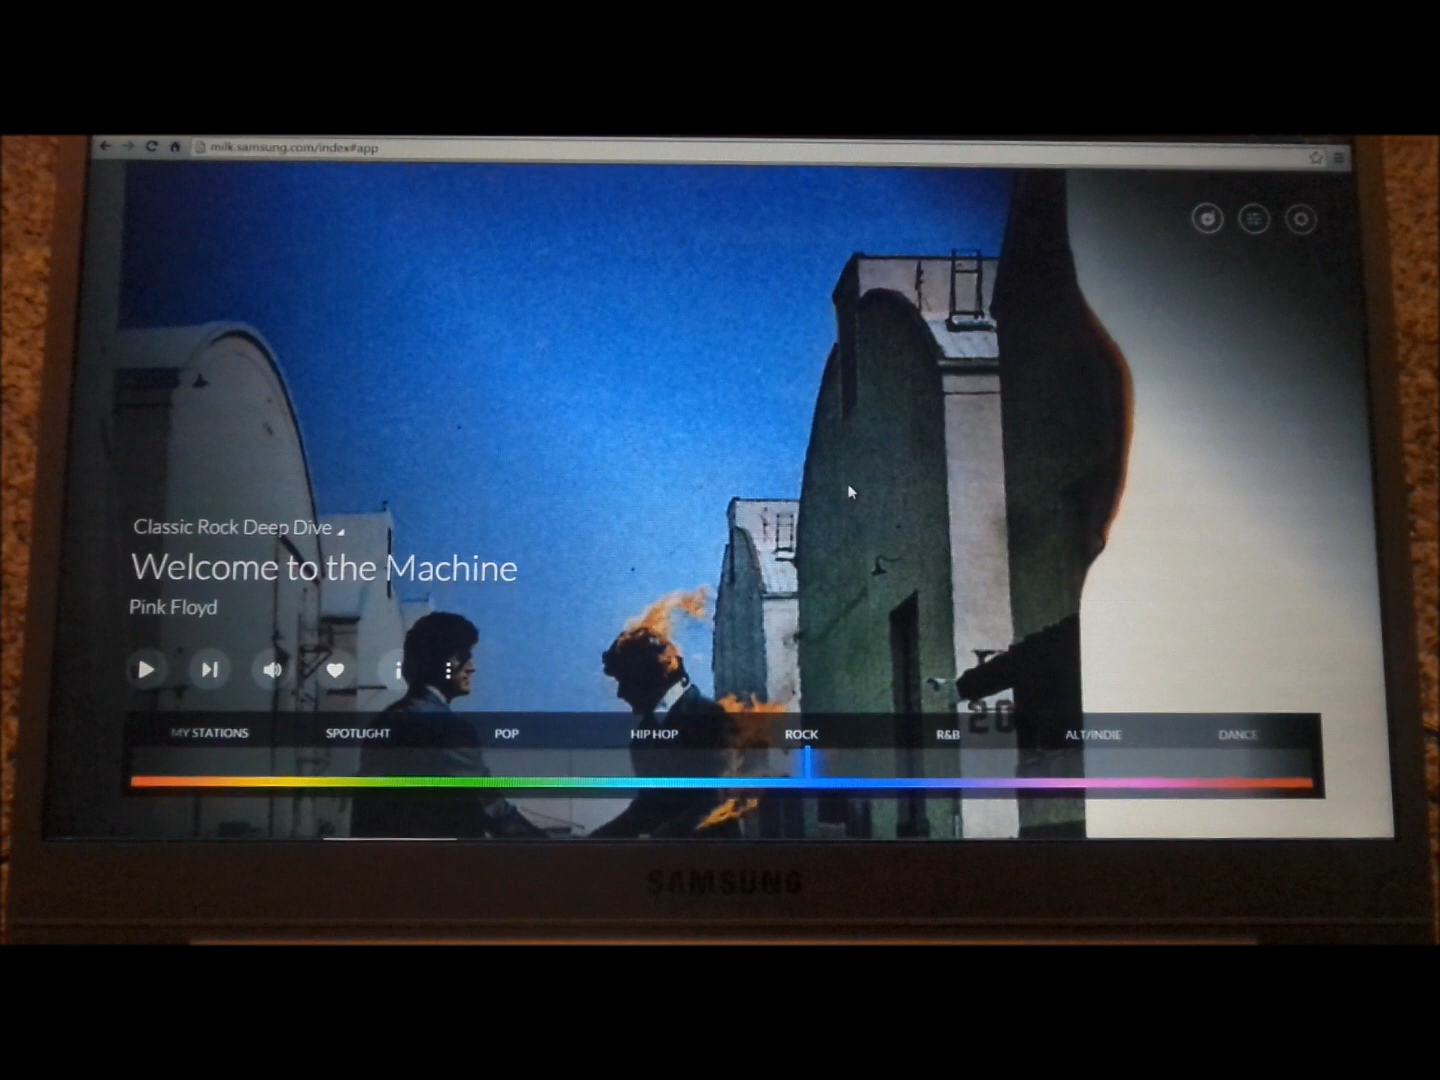 milk.samsung.com/index#app
Classic Rock Deep Dive
Welcome to the Machine
Pink Floyd
MY STATIONS SPOTLIGHT POP HIP HOP ROCK R&B ALT/INDIE DANCE
20
SAMSUNG